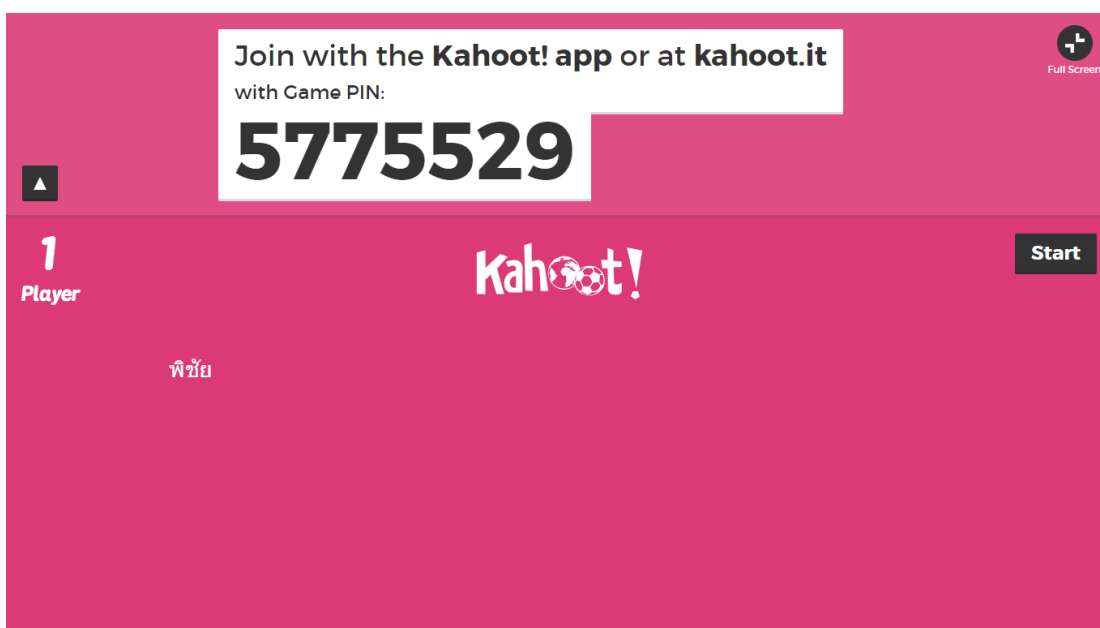 Join with the Kahoot! app or at kahoot.it
with Game PIN:
5775529
Full Screen
▲
1
Player
Kahoot!
Start
พิชัย